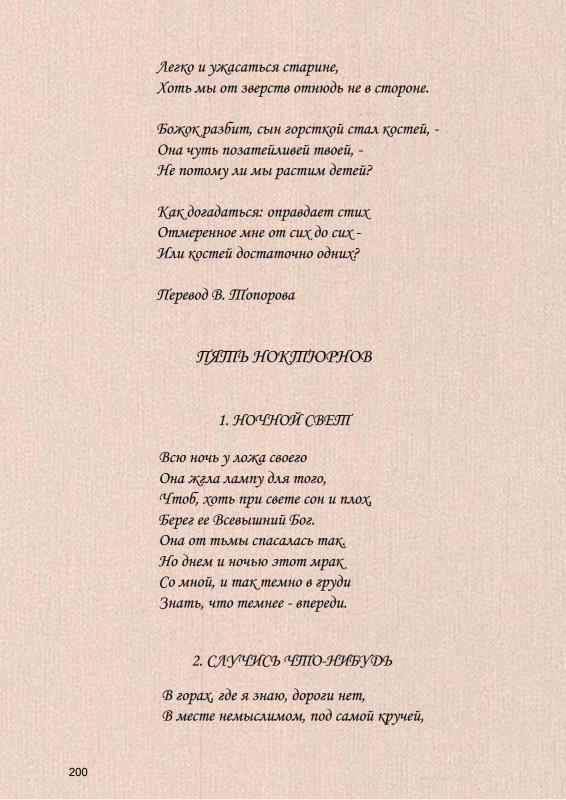 Легко и ужасаться старине,
Хоть мы от зверств отнюдь не в стороне.
Божок разбит, сын горсткой стал костей, -
Она чуть позатейливей твоей, -
Не потому ли мы растим детей?
Как догадаться: оправдает стих
Отмеренное мне от сих до сих -
Или костей достаточно одних?
Перевод В. Топорова
ПЯТЬ НОКТЮРНОВ
1. НОЧНОЙ СВЕТ
Всю ночь у ложа своего
Она жгла лампу для того,
Чтоб, хоть при свете сон и плох,
Берег ее Всевышний Бог.
Она от тьмы спасалась так.
Но днем и ночью этот мрак
Со мной, и так темно в груди
Знать, что темнее - впереди.
2. СЛУЧИСЬ ЧТО-НИБУДЬ
В горах, где я знаю, дороги нет,
В месте немыслимом, под самой кручей,
200